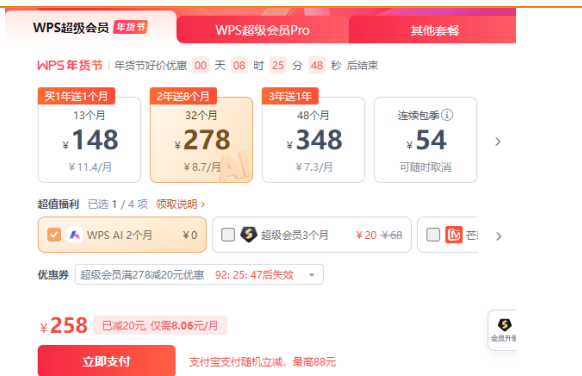 WPS超级会员 年货节
WPS超级会员Pro
其他套餐
WPS年货节 年货节好价优惠 00 天 08 时 25 分 48 秒 后结束
买1年送1个月
13个月
¥148
¥11.4/月
2年送8个月
32个月
¥278
¥8.7/月
AI
3年送1年
48个月
¥348
¥7.3/月
连续包季
¥54
可随时取消
超值福利 已选 1 / 4 项 领取说明 ›
WPS AI 2个月 ¥0
超级会员3个月 ¥20 ¥68
优惠券 超级会员满278减20元优惠 92: 25: 47后失效
¥258 已减20元, 仅需8.06元/月
会员升级
立即支付 支付宝支付随机立减，最高88元